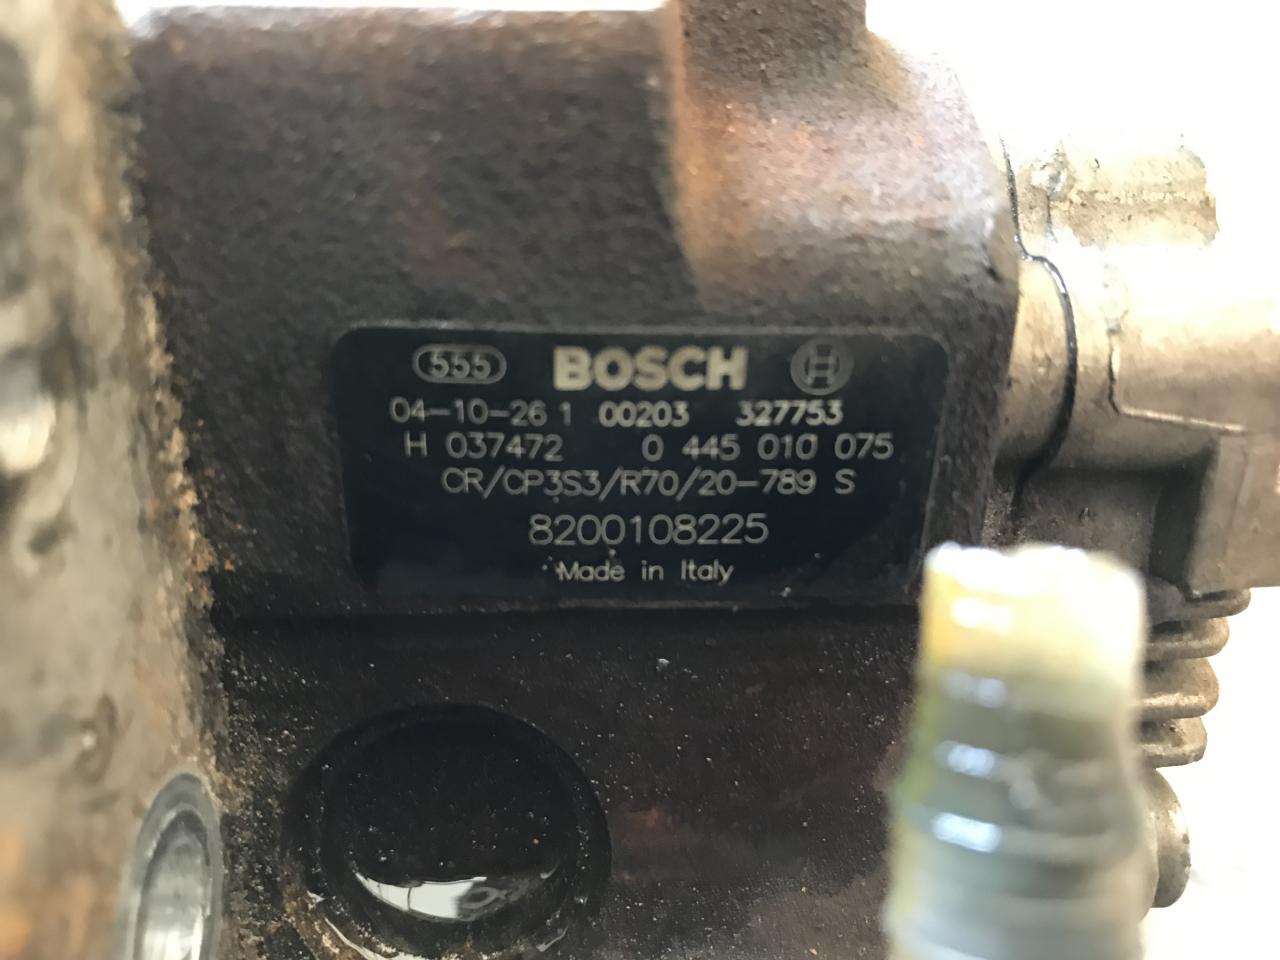 555 BOSCH H
04-10-26 1 00203 327753
H 037472 0 445 010 075
CR/CP3S3/R70/20-789 S
8200108225
Made in Italy